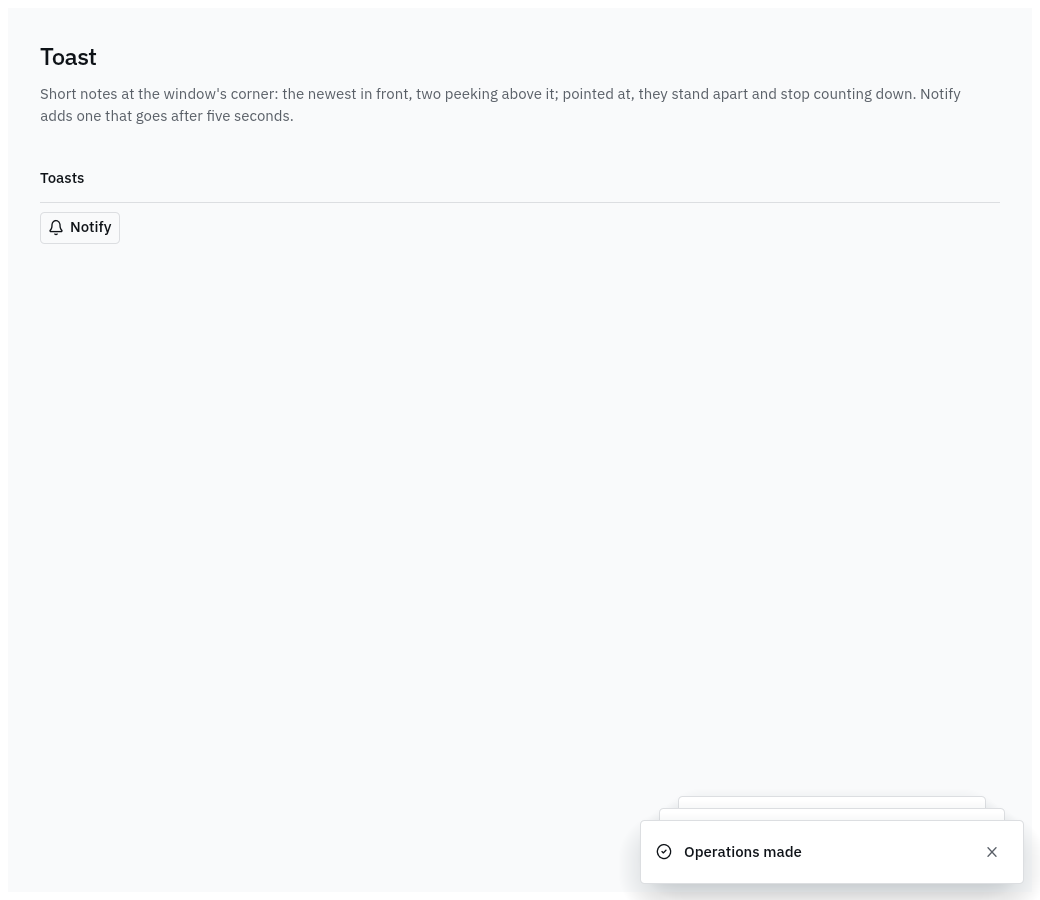 Toast
Short notes at the window's corner: the newest in front, two peeking above it; pointed at, they stand apart and stop counting down. Notify
adds one that goes after five seconds.
Toasts
Notify
Operations made